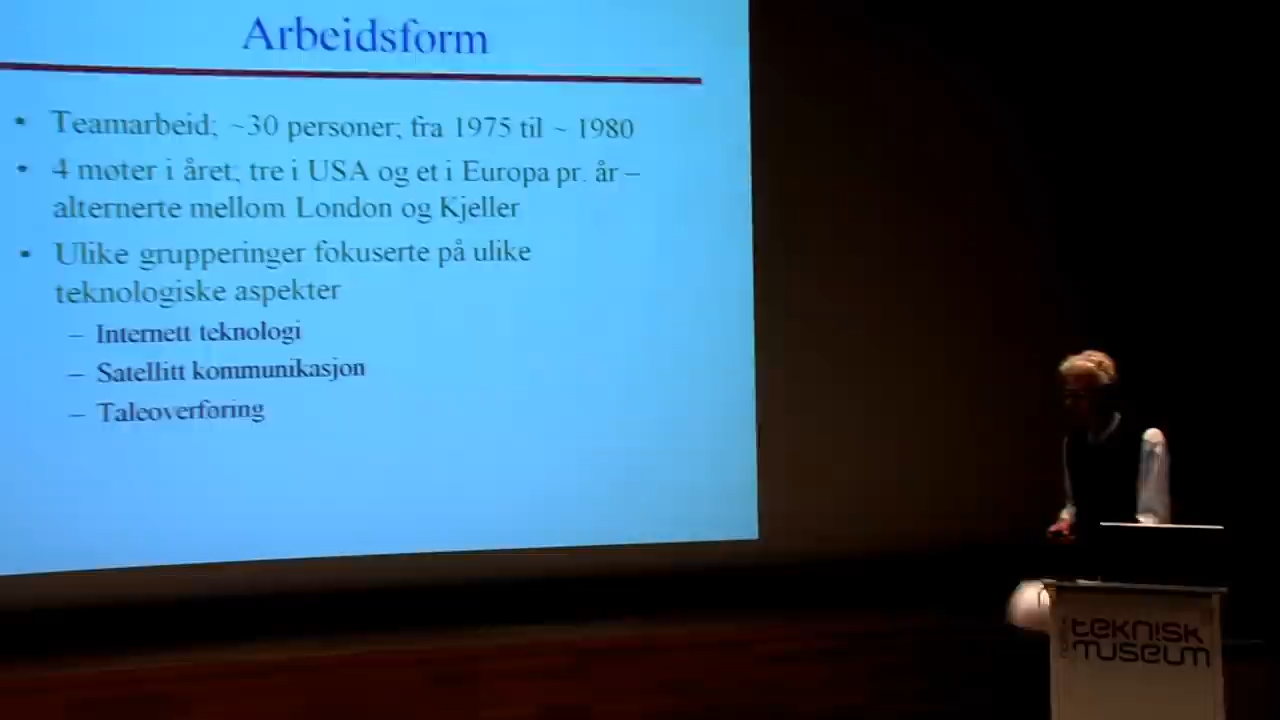 Arbeidsform
• Teamarbeid; ~30 personer; fra 1975 til ~ 1980
• 4 møter i året; tre i USA og et i Europa pr. år –
alternerte mellom London og Kjeller
• Ulike grupperinger fokuserte på ulike
teknologiske aspekter
– Internett teknologi
– Satellitt kommunikasjon
– Taleoverføring
teknisk
museum